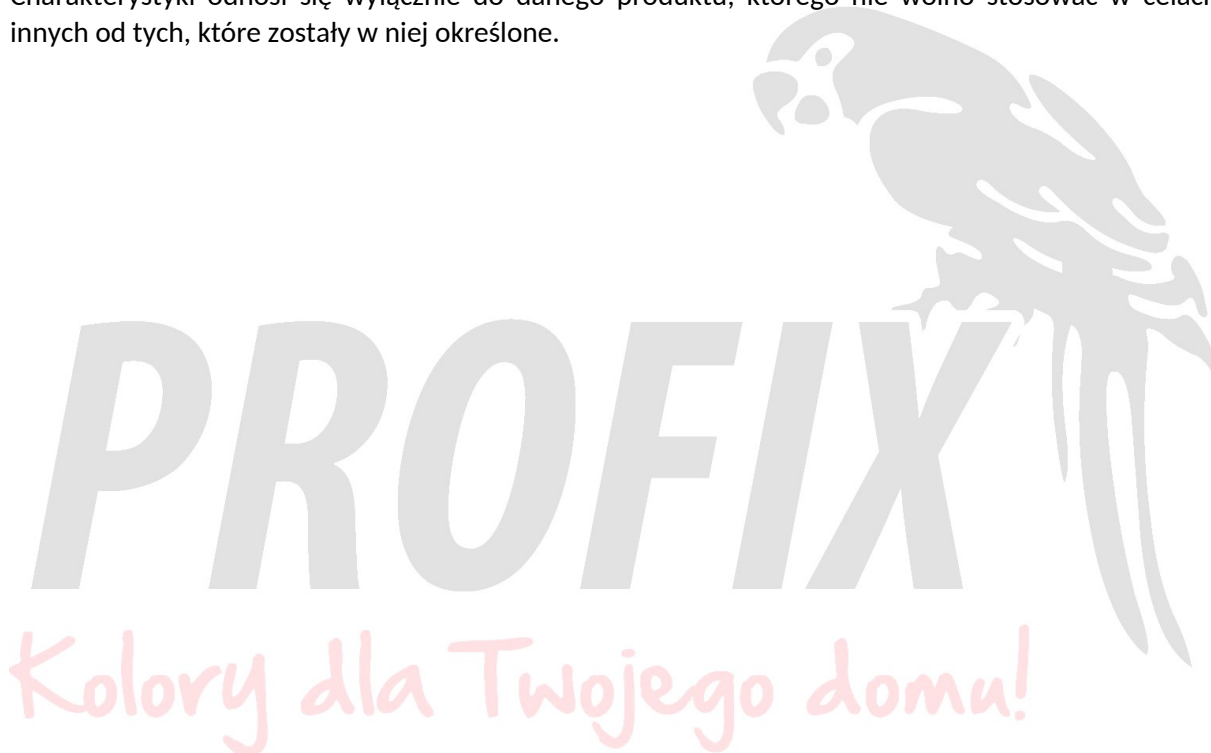 Charakterystyki odnosi się wyłącznie do danego produktu, którego nie wolno stosować w celach
innych od tych, które zostały w niej określone.
PROFIX
Kolory dla Twojego domu!